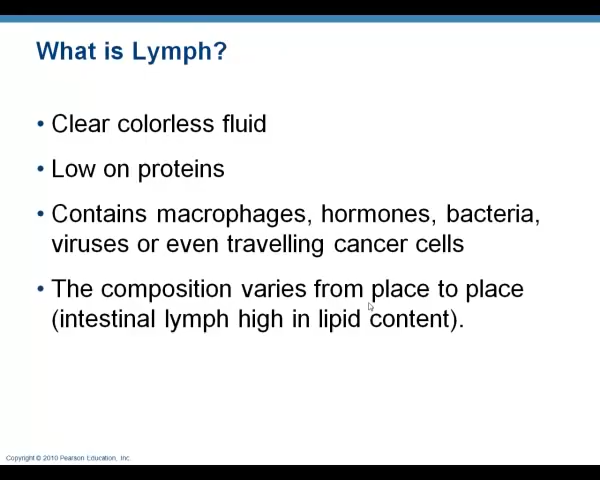 What is Lymph?
• Clear colorless fluid
• Low on proteins
• Contains macrophages, hormones, bacteria,
viruses or even travelling cancer cells
• The composition varies from place to place
(intestinal lymph high in lipid content).
Copyright © 2010 Pearson Education, Inc.